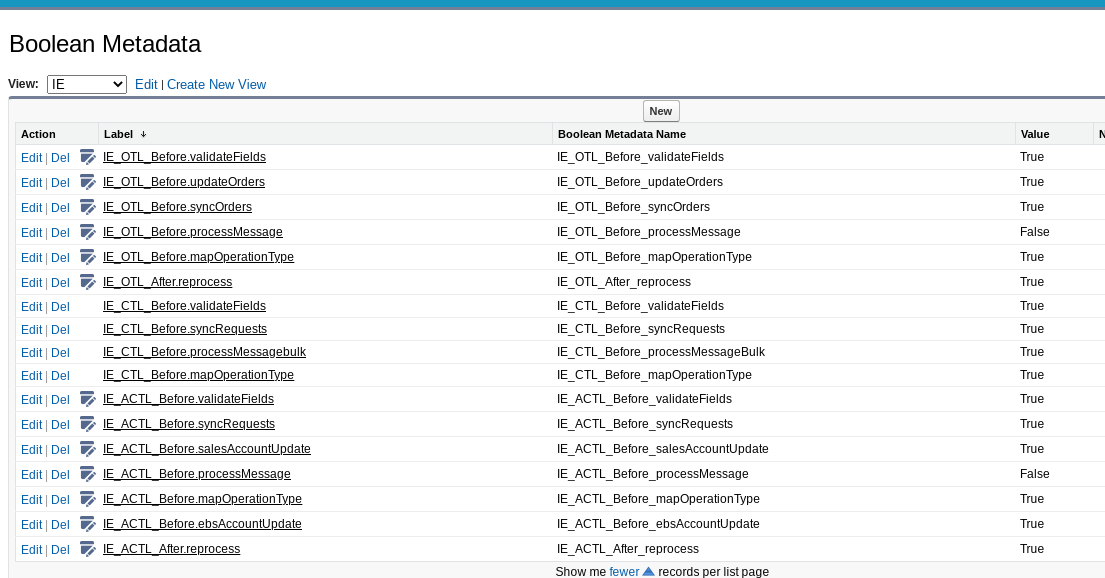 Boolean Metadata
View: IE Edit | Create New View
New
Action Label Boolean Metadata Name Value N
Edit | Del IE_OTL_Before.validateFields IE_OTL_Before_validateFields True
Edit | Del IE_OTL_Before.updateOrders IE_OTL_Before_updateOrders True
Edit | Del IE_OTL_Before.syncOrders IE_OTL_Before_syncOrders True
Edit | Del IE_OTL_Before.processMessage IE_OTL_Before_processMessage False
Edit | Del IE_OTL_Before.mapOperationType IE_OTL_Before_mapOperationType True
Edit | Del IE_OTL_After.reprocess IE_OTL_After_reprocess True
Edit | Del IE_CTL_Before.validateFields IE_CTL_Before_validateFields True
Edit | Del IE_CTL_Before.syncRequests IE_CTL_Before_syncRequests True
Edit | Del IE_CTL_Before.processMessagebulk IE_CTL_Before_processMessageBulk True
Edit | Del IE_CTL_Before.mapOperationType IE_CTL_Before_mapOperationType True
Edit | Del IE_ACTL_Before.validateFields IE_ACTL_Before_validateFields True
Edit | Del IE_ACTL_Before.syncRequests IE_ACTL_Before_syncRequests True
Edit | Del IE_ACTL_Before.salesAccountUpdate IE_ACTL_Before_salesAccountUpdate True
Edit | Del IE_ACTL_Before.processMessage IE_ACTL_Before_processMessage False
Edit | Del IE_ACTL_Before.mapOperationType IE_ACTL_Before_mapOperationType True
Edit | Del IE_ACTL_Before.ebsAccountUpdate IE_ACTL_Before_ebsAccountUpdate True
Edit | Del IE_ACTL_After.reprocess IE_ACTL_After_reprocess True
Show me fewer records per list page